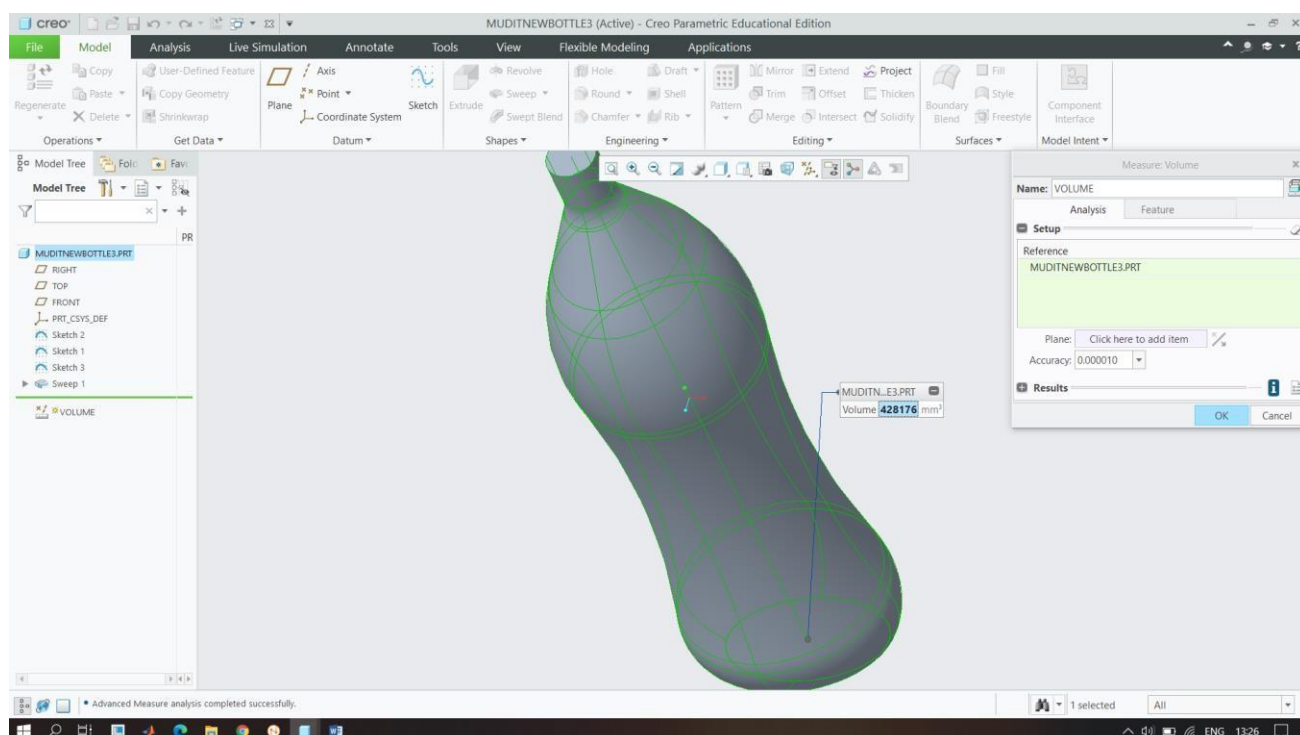 creo MUDITNEWBOTTLE3 (Active) - Creo Parametric Educational Edition
File Model Analysis Live Simulation Annotate Tools View Flexible Modeling Applications
Regenerate Copy Paste Delete
User-Defined Feature Copy Geometry Shrinkwrap
Plane Axis Point Coordinate System Sketch
Extrude Revolve Sweep Swept Blend
Hole Draft Round Shell Chamfer Rib
Pattern Mirror Extend Project Trim Offset Thicken Merge Intersect Solidify
Boundary Blend Fill Style Freestyle
Component Interface
Operations Get Data Datum Shapes Engineering Editing Surfaces Model Intent
Model Tree Fav
Model Tree
PR
MUDITNEWBOTTLE3.PRT
RIGHT
TOP
FRONT
PRT_CSYS_DEF
Sketch 2
Sketch 1
Sketch 3
Sweep 1
VOLUME
MUDITN...E3.PRT
Volume 428176 mm³
Measure: Volume
Name: VOLUME
Analysis Feature
Setup
Reference
MUDITNEWBOTTLE3.PRT
Plane: Click here to add item
Accuracy: 0.000010
Results
OK Cancel
• Advanced Measure analysis completed successfully.
1 selected All
ENG 13:26